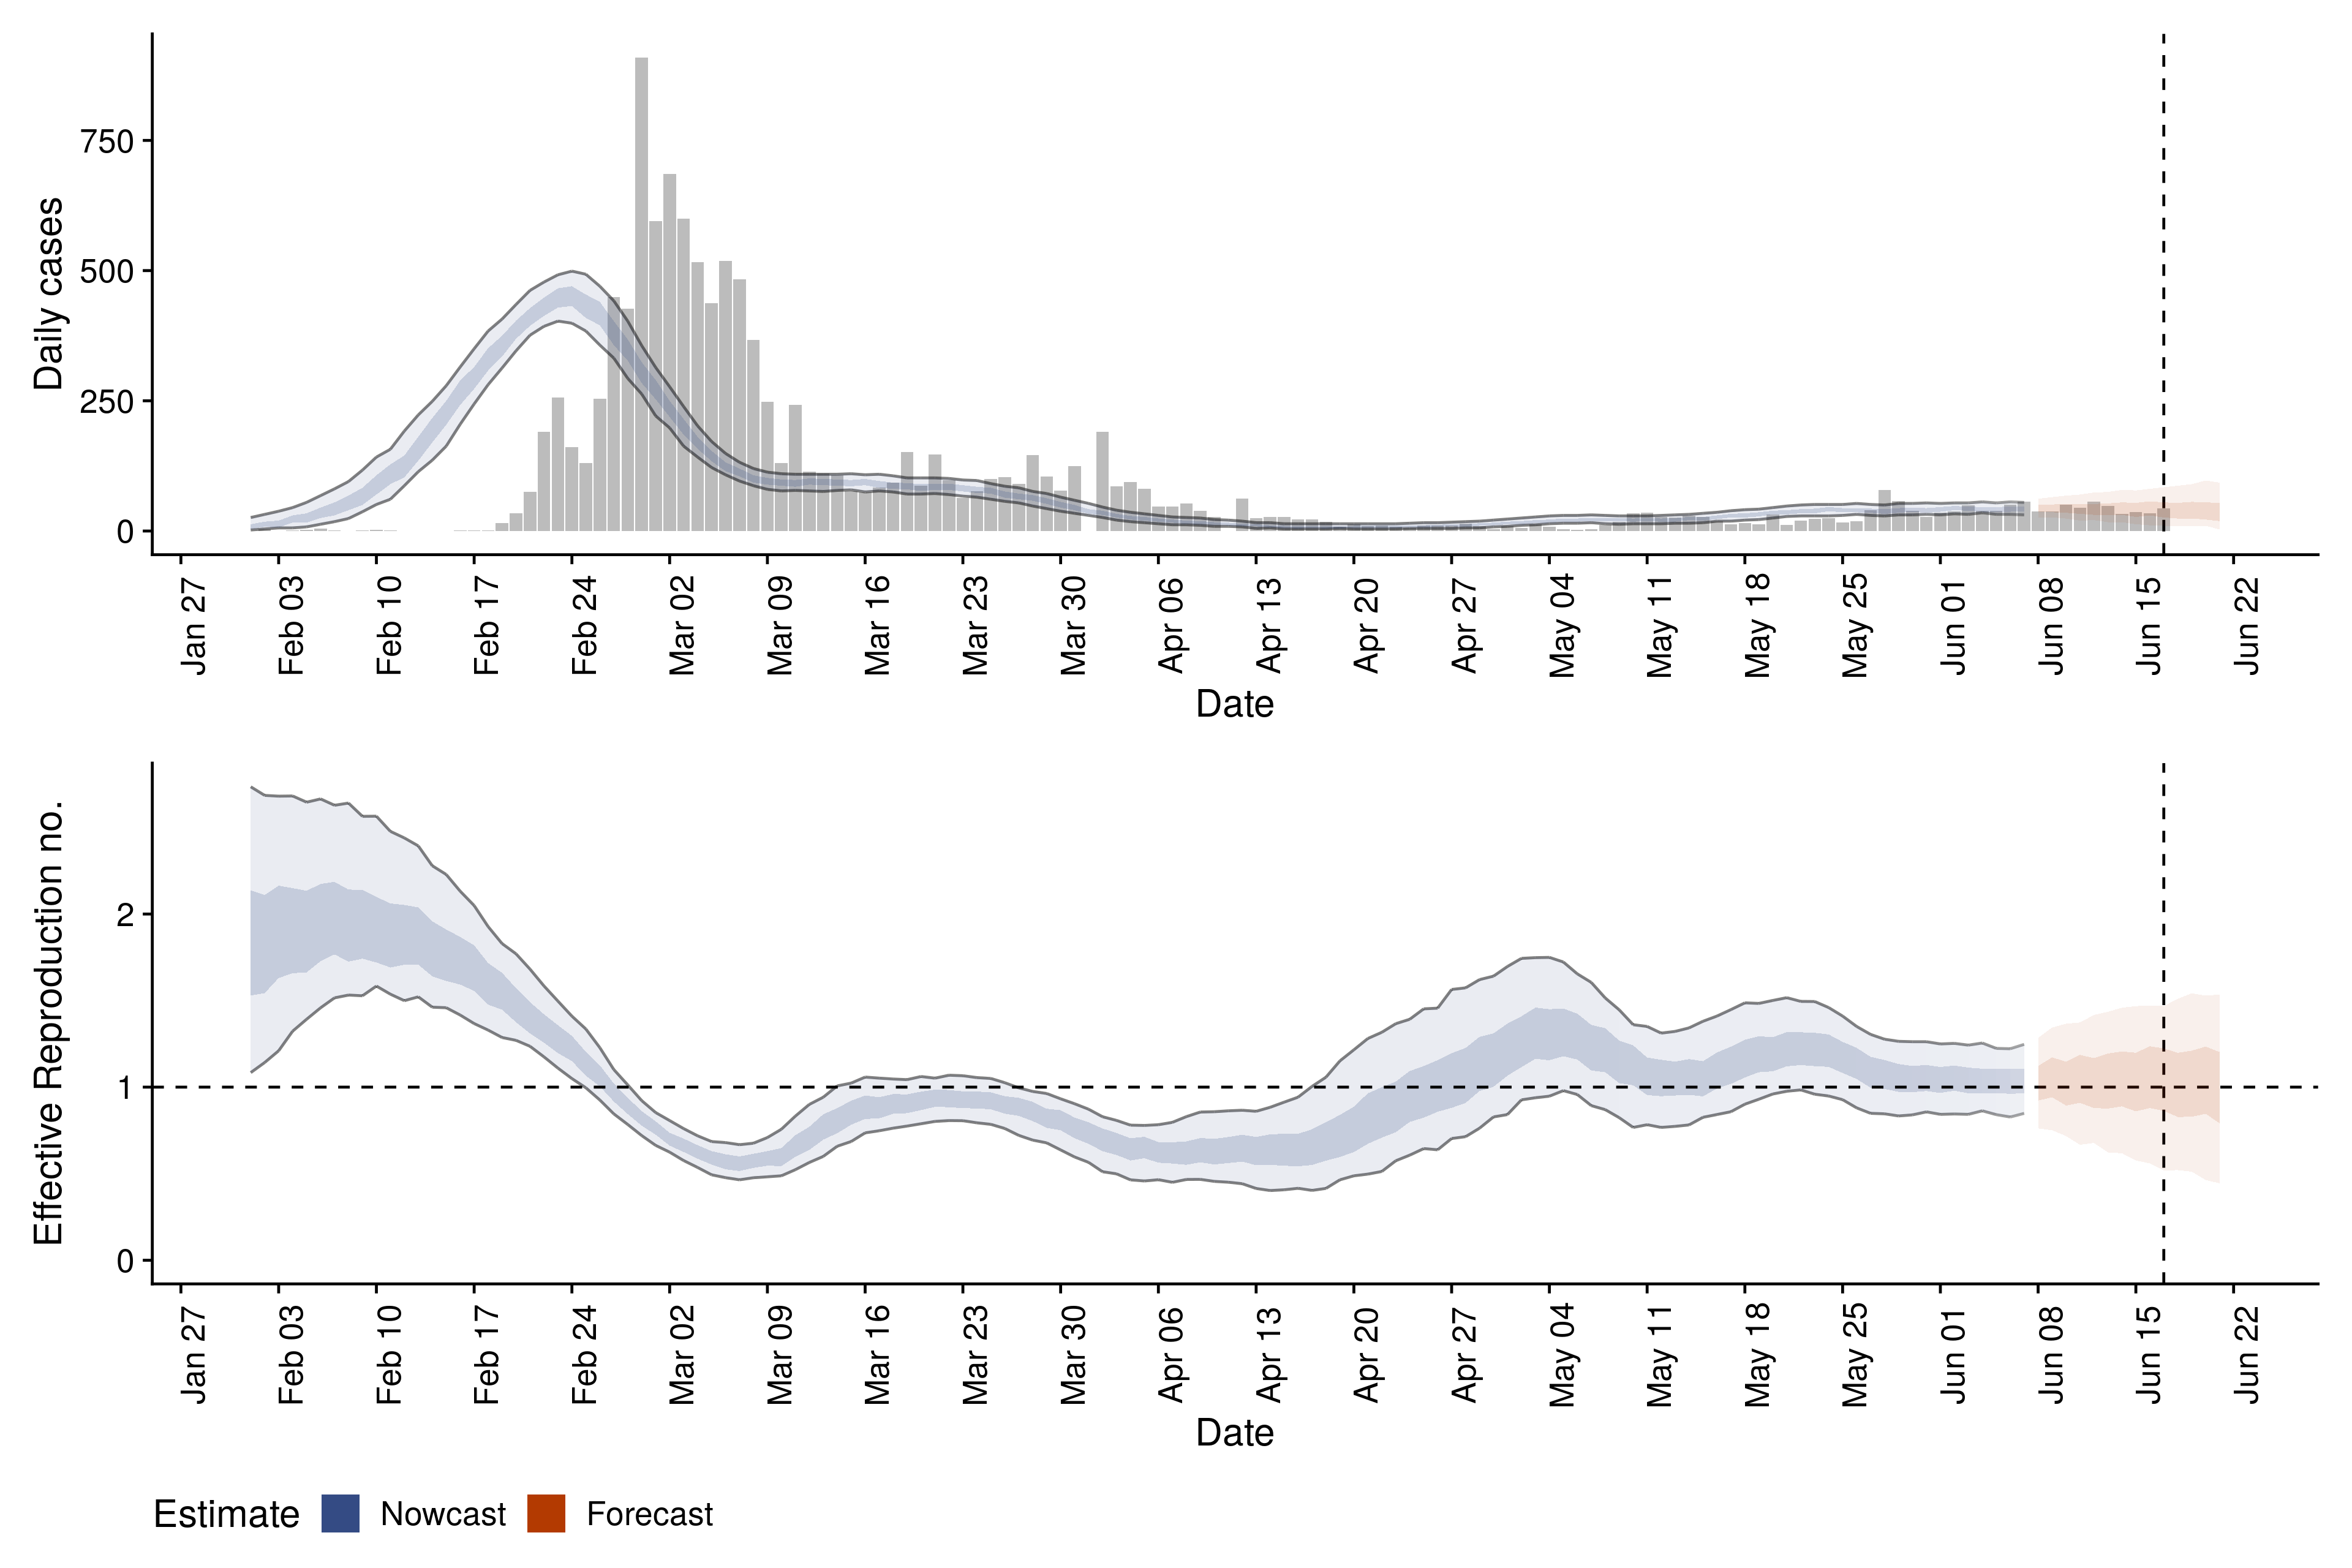 Daily cases
750
500
250
0
Jan 27 Feb 03 Feb 10 Feb 17 Feb 24 Mar 02 Mar 09 Mar 16 Mar 23 Mar 30 Apr 06 Apr 13 Apr 20 Apr 27 May 04 May 11 May 18 May 25 Jun 01 Jun 08 Jun 15 Jun 22
Date
Effective Reproduction no.
2
1
0
Jan 27 Feb 03 Feb 10 Feb 17 Feb 24 Mar 02 Mar 09 Mar 16 Mar 23 Mar 30 Apr 06 Apr 13 Apr 20 Apr 27 May 04 May 11 May 18 May 25 Jun 01 Jun 08 Jun 15 Jun 22
Date
Estimate Nowcast Forecast